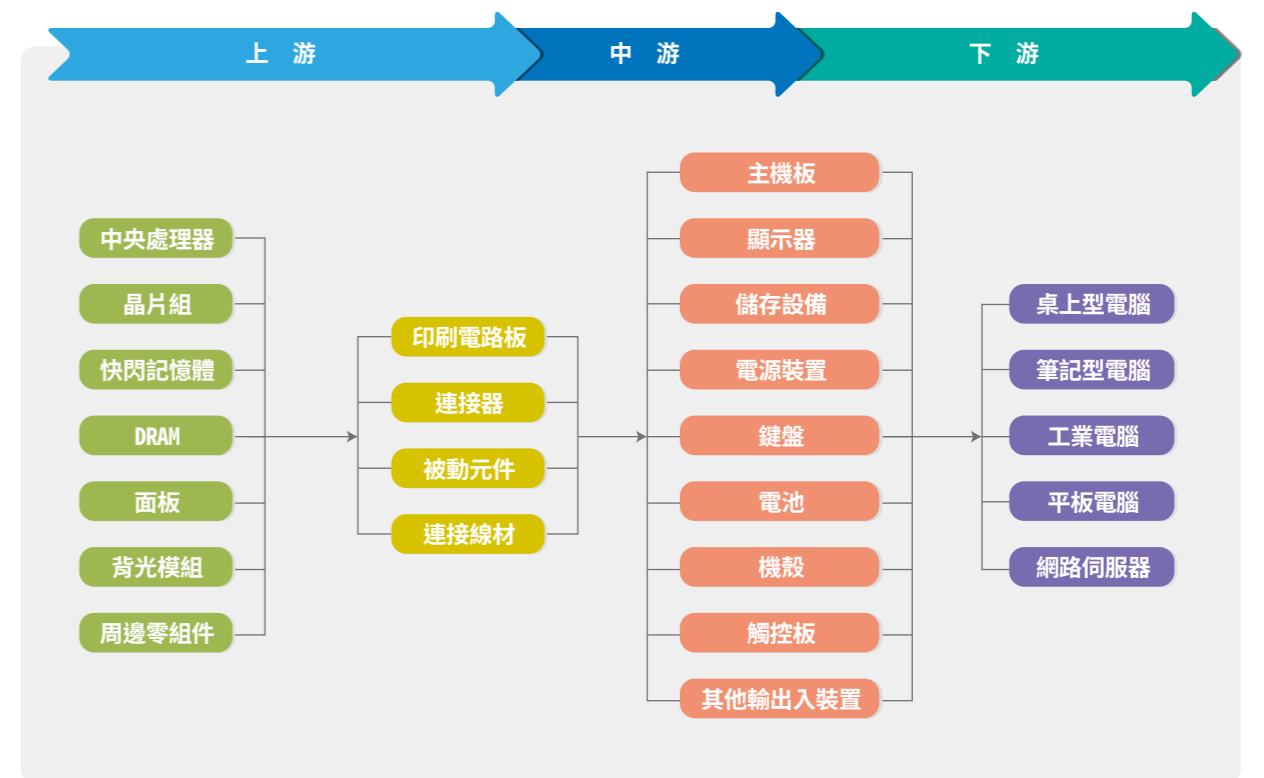 上游
中游
下游
中央處理器
晶片組
快閃記憶體
DRAM
面板
背光模組
周邊零組件
印刷電路板
連接器
被動元件
連接線材
主機板
顯示器
儲存設備
電源裝置
鍵盤
電池
機殼
觸控板
其他輸出入裝置
桌上型電腦
筆記型電腦
工業電腦
平板電腦
網路伺服器